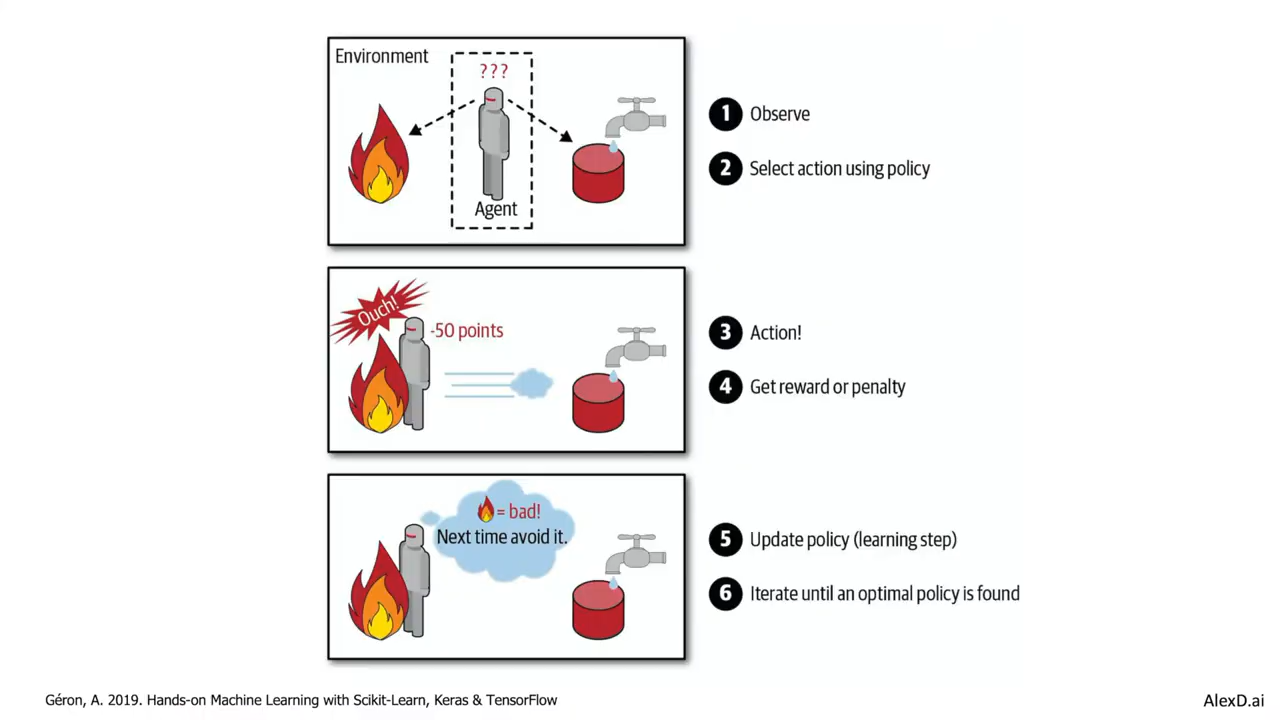 Environment
???
Agent
1 Observe
2 Select action using policy
Ouch!
-50 points
3 Action!
4 Get reward or penalty
= bad!
Next time avoid it.
5 Update policy (learning step)
6 Iterate until an optimal policy is found
Géron, A. 2019. Hands-on Machine Learning with Scikit-Learn, Keras & TensorFlow
AlexD.ai